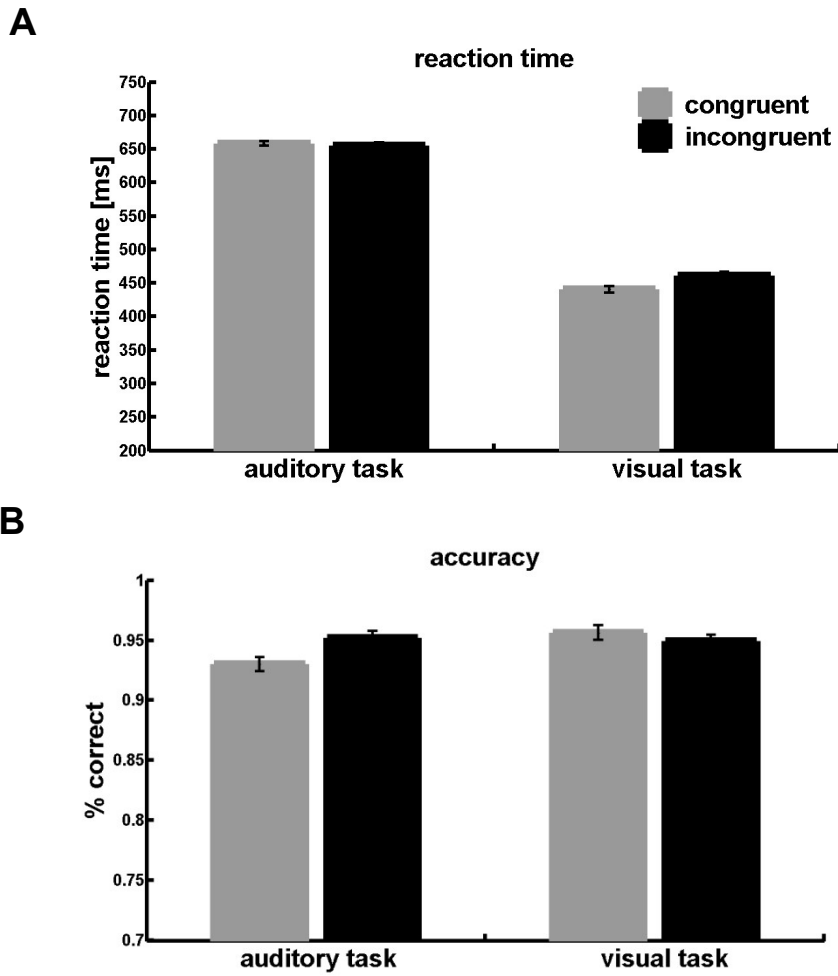 A
reaction time
750
700
650
600
550
500
450
400
350
300
250
200
reaction time [ms]
congruent
incongruent
auditory task visual task
B
accuracy
1
0.95
0.9
0.85
0.8
0.75
0.7
% correct
auditory task visual task